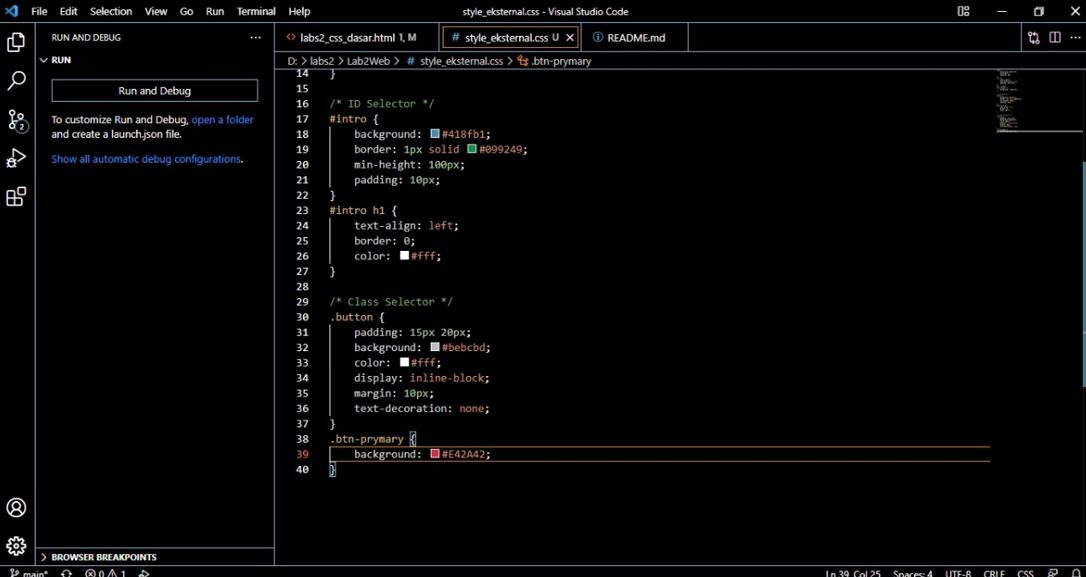 File Edit Selection View Go Run Terminal Help
style_eksternal.css - Visual Studio Code
RUN AND DEBUG ...
RUN
Run and Debug
To customize Run and Debug, open a folder
and create a launch.json file.
Show all automatic debug configurations.
BROWSER BREAKPOINTS
2
<> labs2_css_dasar.html 1, M
# style_eksternal.css U
README.md
D: > labs2 > Lab2Web > # style_eksternal.css > .btn-prymary
14 }
15
16 /* ID Selector */
17 #intro {
18 background: #418fb1;
19 border: 1px solid #099249;
20 min-height: 100px;
21 padding: 10px;
22 }
23 #intro h1 {
24 text-align: left;
25 border: 0;
26 color: #fff;
27 }
28
29 /* Class Selector */
30 .button {
31 padding: 15px 20px;
32 background: #bebcbd;
33 color: #fff;
34 display: inline-block;
35 margin: 10px;
36 text-decoration: none;
37 }
38 .btn-prymary {
39 background: #E42A42;
40 }
main* 0 1
Ln 39, Col 25 Spaces: 4 UTF-8 CRLF CSS